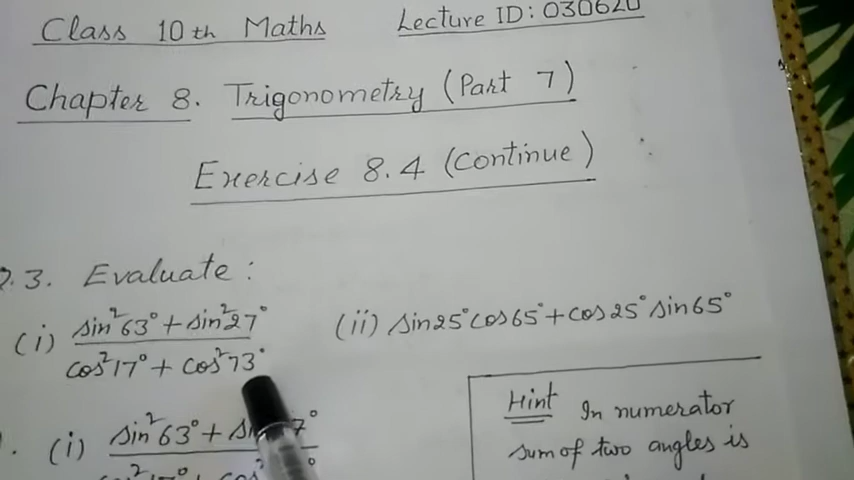 Class 10th Maths Lecture ID: 030620
Chapter 8. Trigonometry (Part 7)
Exercise 8.4 (Continue)
.3. Evaluate:
(i) sin²63° + sin²27° / cos²17° + cos²73° (ii) sin25°cos65° + cos25°sin65°
Hint In numerator
sum of two angles is
(i) sin²63° +